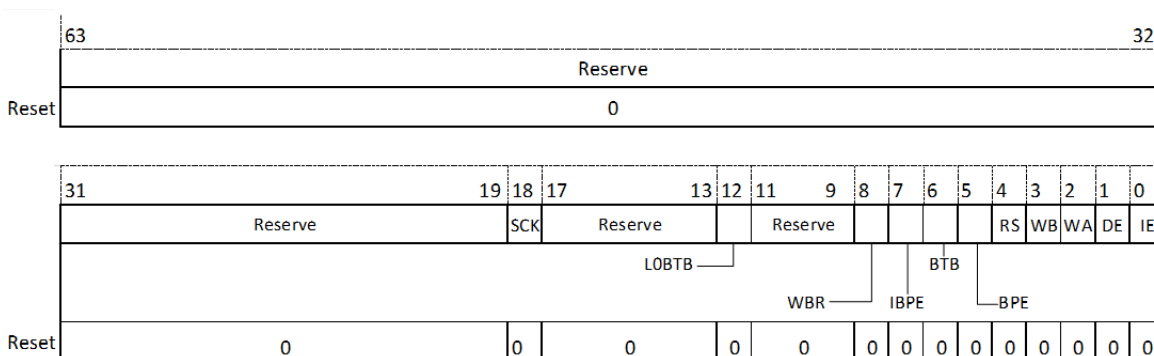 63 32
Reserve
Reset 0
31 19 18 17 13 12 11 9 8 7 6 5 4 3 2 1 0
Reserve SCK Reserve Reserve RS WB WA DE IE
L0BTB BTB
WBR IBPE BPE
Reset 0 0 0 0 0 0 0 0 0 0 0 0 0 0